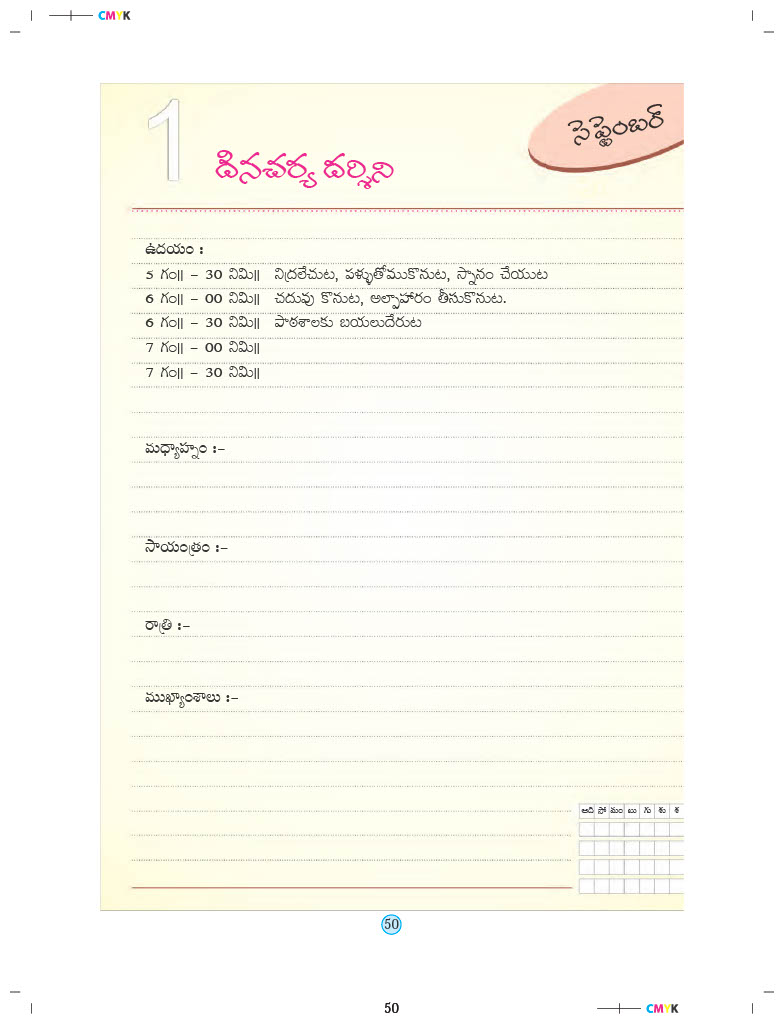 CMYK
1
సెప్టెంబర్
దినచర్య దర్శిని
ఉదయం :
5 గం॥ – 30 నిమి॥ నిద్రలేచుట, పళ్ళుతోముకొనుట, స్నానం చేయుట
6 గం॥ – 00 నిమి॥ చదువు కొనుట, అల్పాహారం తీసుకొనుట.
6 గం॥ – 30 నిమి॥ పాఠశాలకు బయలుదేరుట
7 గం॥ – 00 నిమి॥
7 గం॥ – 30 నిమి॥
మధ్యాహ్నం :–
సాయంత్రం :–
రాత్రి :–
ముఖ్యాంశాలు :–
ఆది సో మం బు గు శు శ
50
50
CMYK